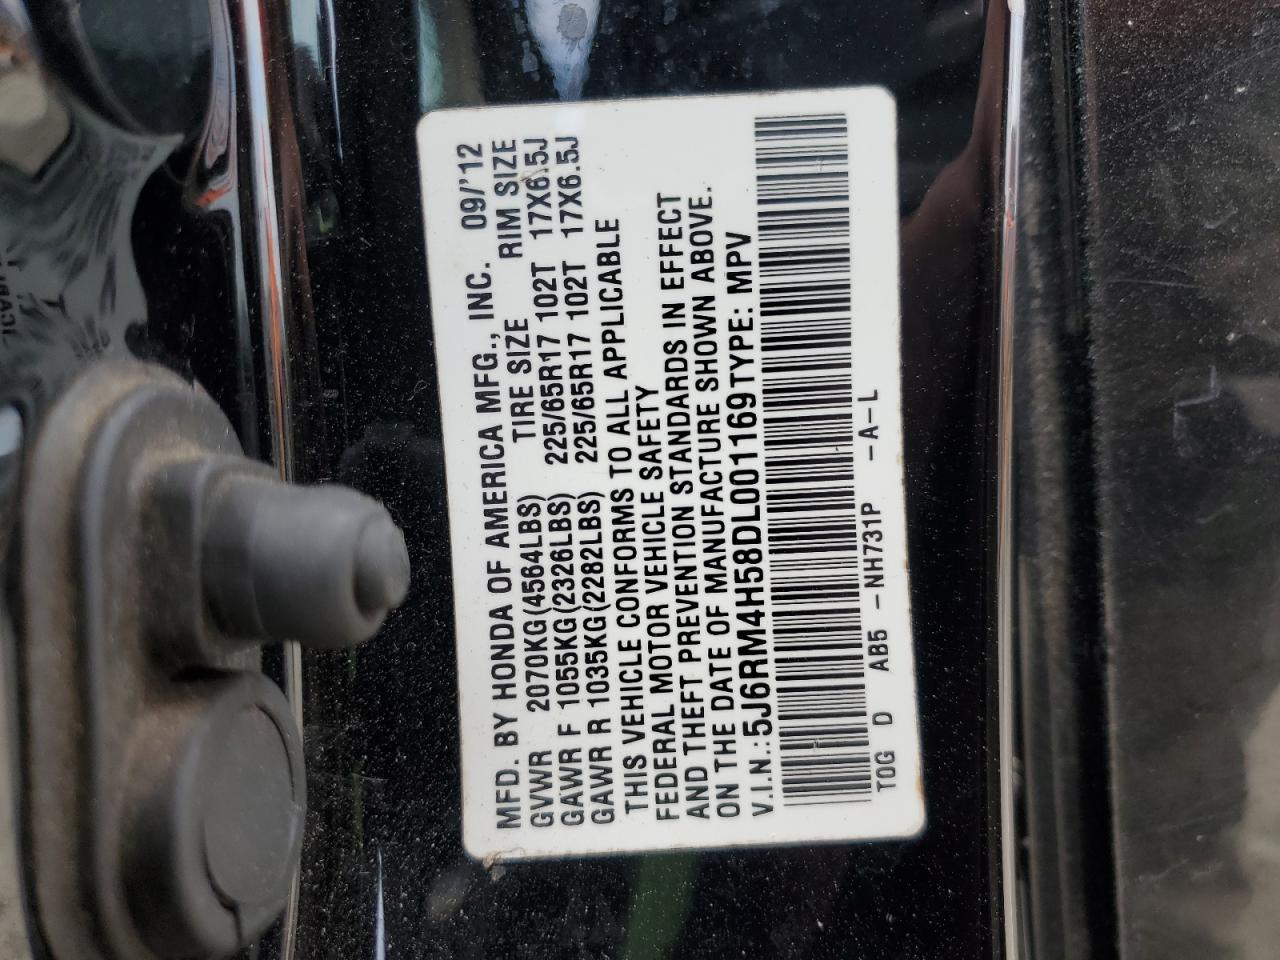 MFD. BY HONDA OF AMERICA MFG., INC. 09/'12
GVWR 2070KG(4564LBS) TIRE SIZE RIM SIZE
GAWR F 1055KG(2326LBS) 225/65R17 102T 17X6.5J
GAWR R 1035KG(2282LBS) 225/65R17 102T 17X6.5J
THIS VEHICLE CONFORMS TO ALL APPLICABLE
FEDERAL MOTOR VEHICLE SAFETY
AND THEFT PREVENTION STANDARDS IN EFFECT
ON THE DATE OF MANUFACTURE SHOWN ABOVE.
V.I.N.:5J6RM4H58DL001169TYPE: MPV
TOG D AB5 -NH731P -A-L